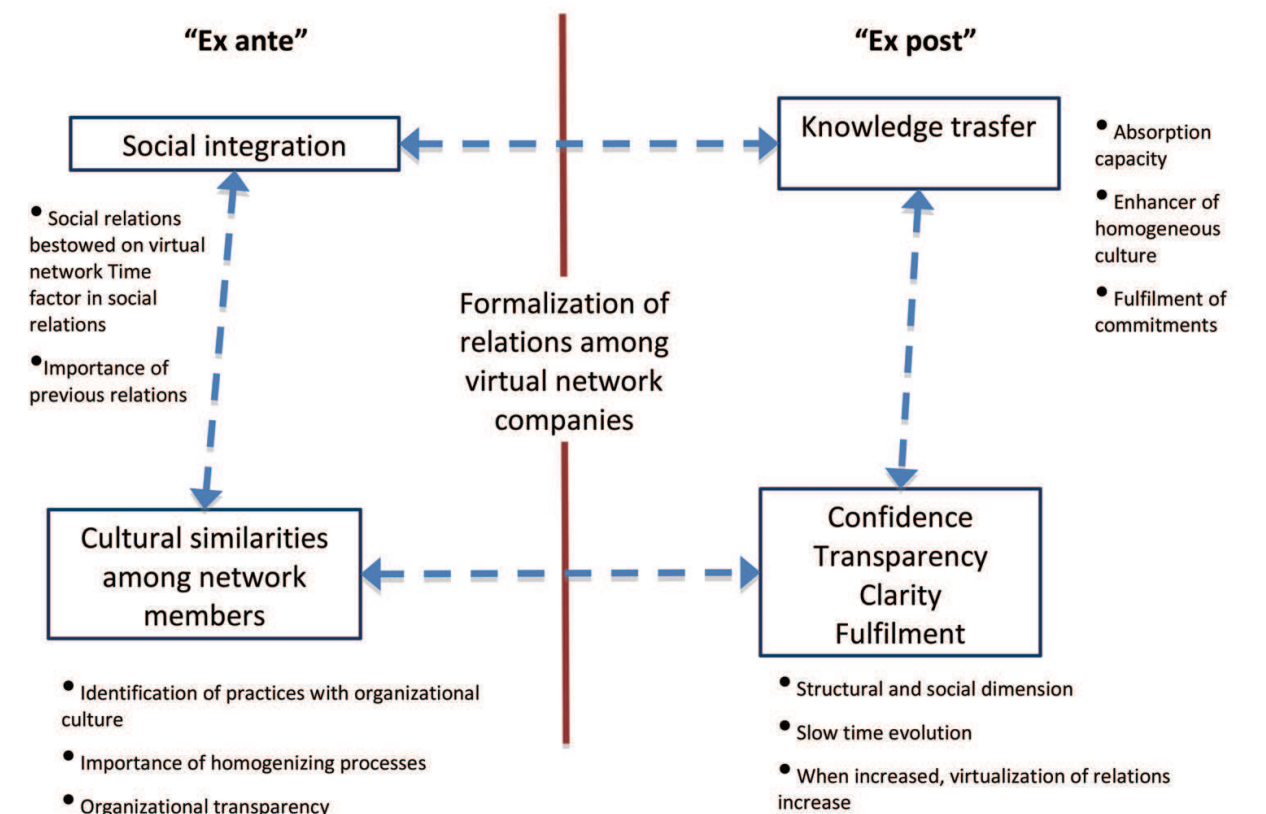 “Ex ante”
“Ex post”
Social integration
Knowledge trasfer
• Absorption
capacity
• Enhancer of
homogeneous
culture
• Fulfilment of
commitments
• Social relations
bestowed on virtual
network Time
factor in social
relations
•Importance of
previous relations
Formalization of
relations among
virtual network
companies
Cultural similarities
among network
members
Confidence
Transparency
Clarity
Fulfilment
• Identification of practices with organizational
culture
• Importance of homogenizing processes
• Organizational transparency
• Structural and social dimension
• Slow time evolution
• When increased, virtualization of relations
increase